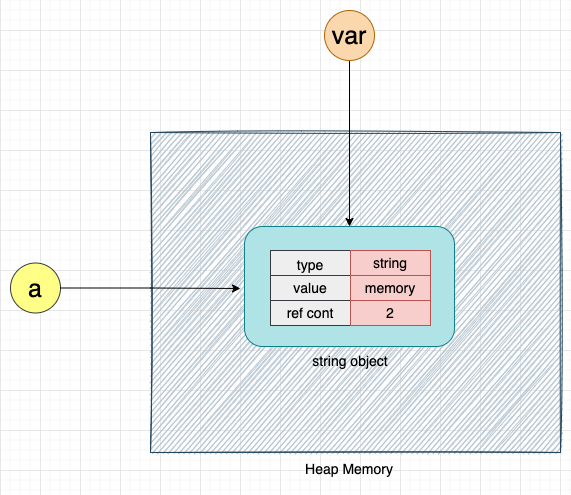 var
a
type string
value memory
ref cont 2
string object
Heap Memory